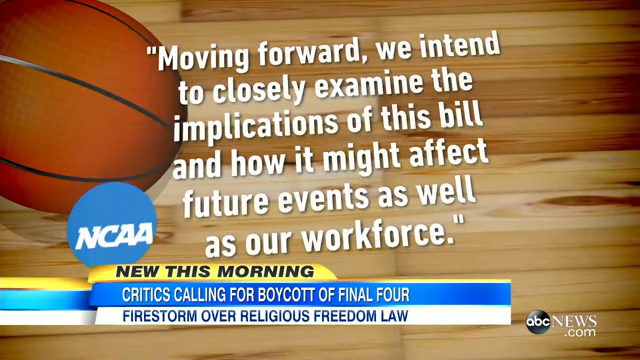 "Moving forward, we intend
to closely examine the
implications of this bill
and how it might affect
future events as well
as our workforce."
NCAA
NEW THIS MORNING
CRITICS CALLING FOR BOYCOTT OF FINAL FOUR
FIRESTORM OVER RELIGIOUS FREEDOM LAW
abc NEWS
.com